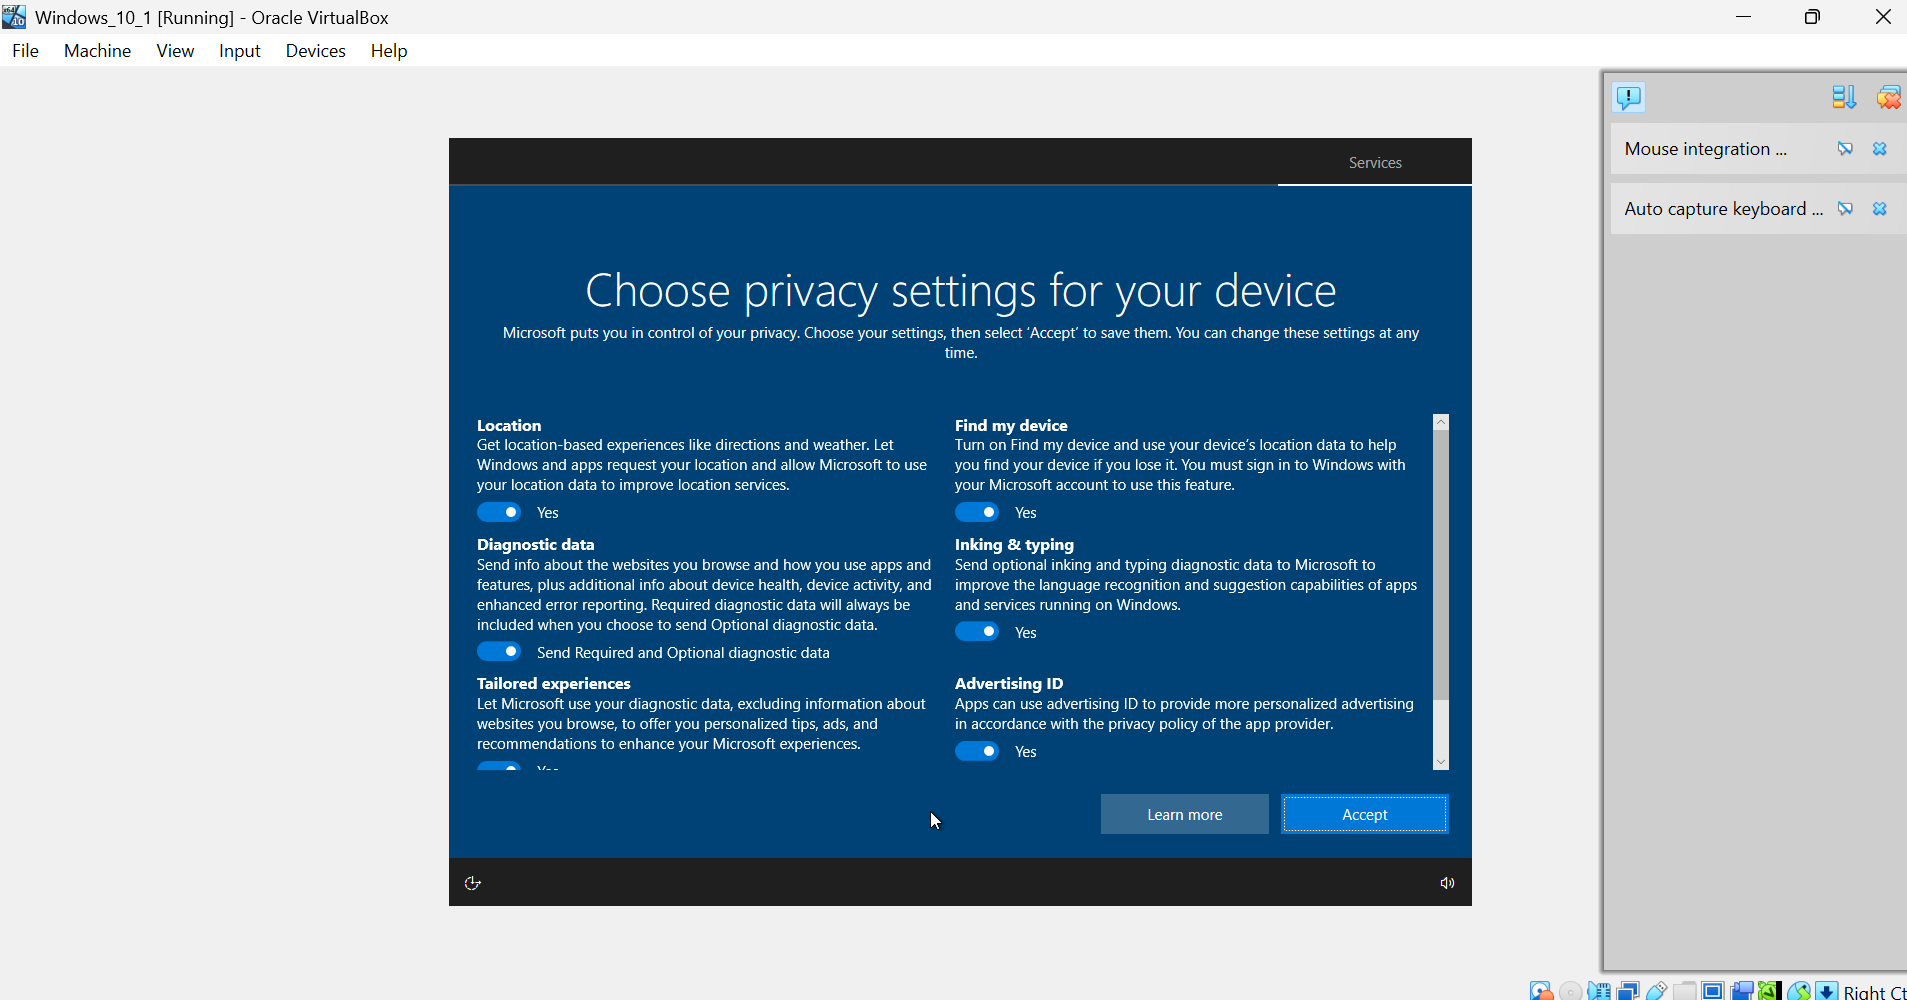 Windows_10_1 [Running] - Oracle VirtualBox
File Machine View Input Devices Help
Mouse integration ...
Auto capture keyboard ...
Services
Choose privacy settings for your device
Microsoft puts you in control of your privacy. Choose your settings, then select 'Accept' to save them. You can change these settings at any
time.
Location
Get location-based experiences like directions and weather. Let
Windows and apps request your location and allow Microsoft to use
your location data to improve location services.
Yes
Find my device
Turn on Find my device and use your device's location data to help
you find your device if you lose it. You must sign in to Windows with
your Microsoft account to use this feature.
Yes
Diagnostic data
Send info about the websites you browse and how you use apps and
features, plus additional info about device health, device activity, and
enhanced error reporting. Required diagnostic data will always be
included when you choose to send Optional diagnostic data.
Send Required and Optional diagnostic data
Inking & typing
Send optional inking and typing diagnostic data to Microsoft to
improve the language recognition and suggestion capabilities of apps
and services running on Windows.
Yes
Tailored experiences
Let Microsoft use your diagnostic data, excluding information about
websites you browse, to offer you personalized tips, ads, and
recommendations to enhance your Microsoft experiences.
Advertising ID
Apps can use advertising ID to provide more personalized advertising
in accordance with the privacy policy of the app provider.
Yes
Learn more
Accept
Right Ct